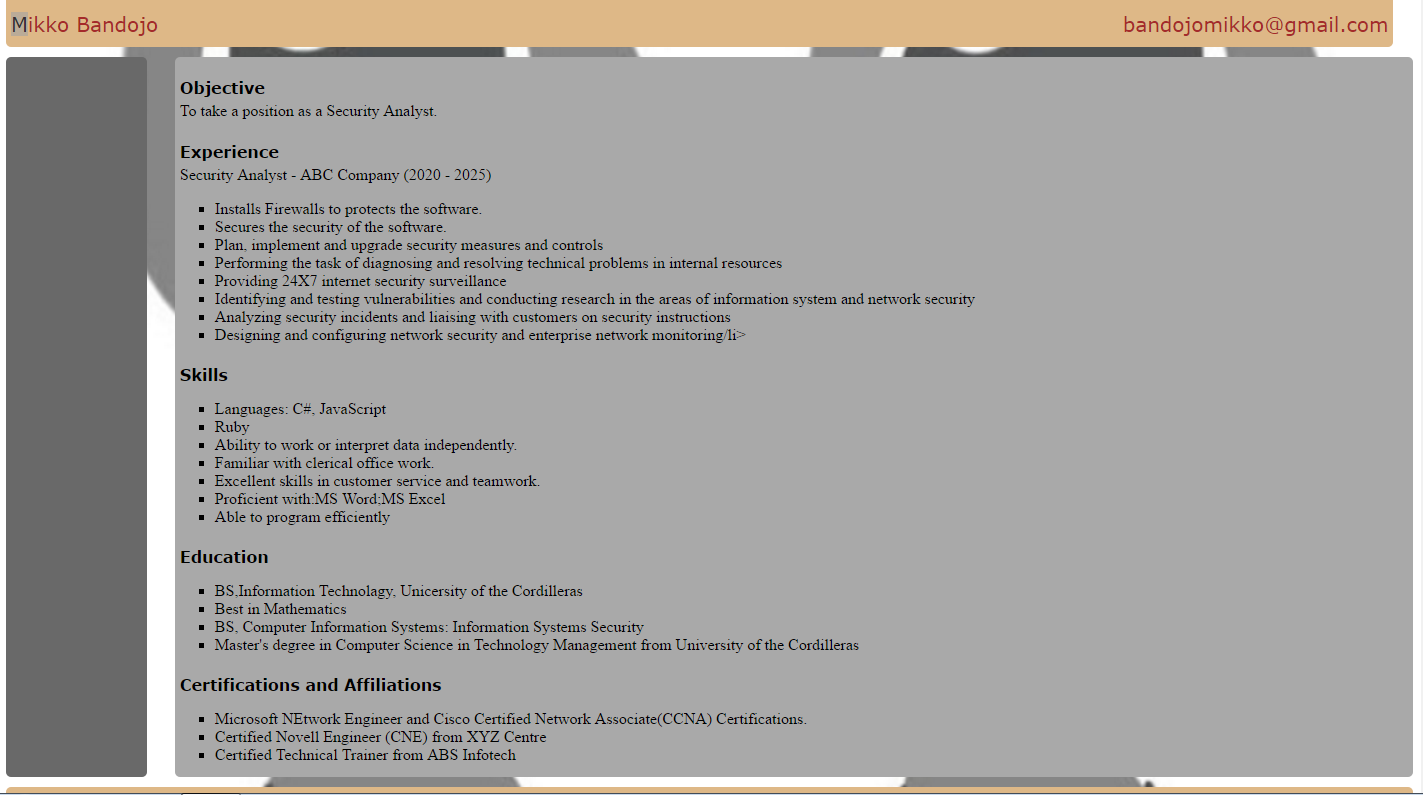 Mikko Bandojo
bandojomikko@gmail.com
Objective
To take a position as a Security Analyst.
Experience
Security Analyst - ABC Company (2020 - 2025)
Installs Firewalls to protects the software.
Secures the security of the software.
Plan, implement and upgrade security measures and controls
Performing the task of diagnosing and resolving technical problems in internal resources
Providing 24X7 internet security surveillance
Identifying and testing vulnerabilities and conducting research in the areas of information system and network security
Analyzing security incidents and liaising with customers on security instructions
Designing and configuring network security and enterprise network monitoring/li>
Skills
Languages: C#, JavaScript
Ruby
Ability to work or interpret data independently.
Familiar with clerical office work.
Excellent skills in customer service and teamwork.
Proficient with:MS Word;MS Excel
Able to program efficiently
Education
BS,Information Technolagy, Unicersity of the Cordilleras
Best in Mathematics
BS, Computer Information Systems: Information Systems Security
Master's degree in Computer Science in Technology Management from University of the Cordilleras
Certifications and Affiliations
Microsoft NEtwork Engineer and Cisco Certified Network Associate(CCNA) Certifications.
Certified Novell Engineer (CNE) from XYZ Centre
Certified Technical Trainer from ABS Infotech